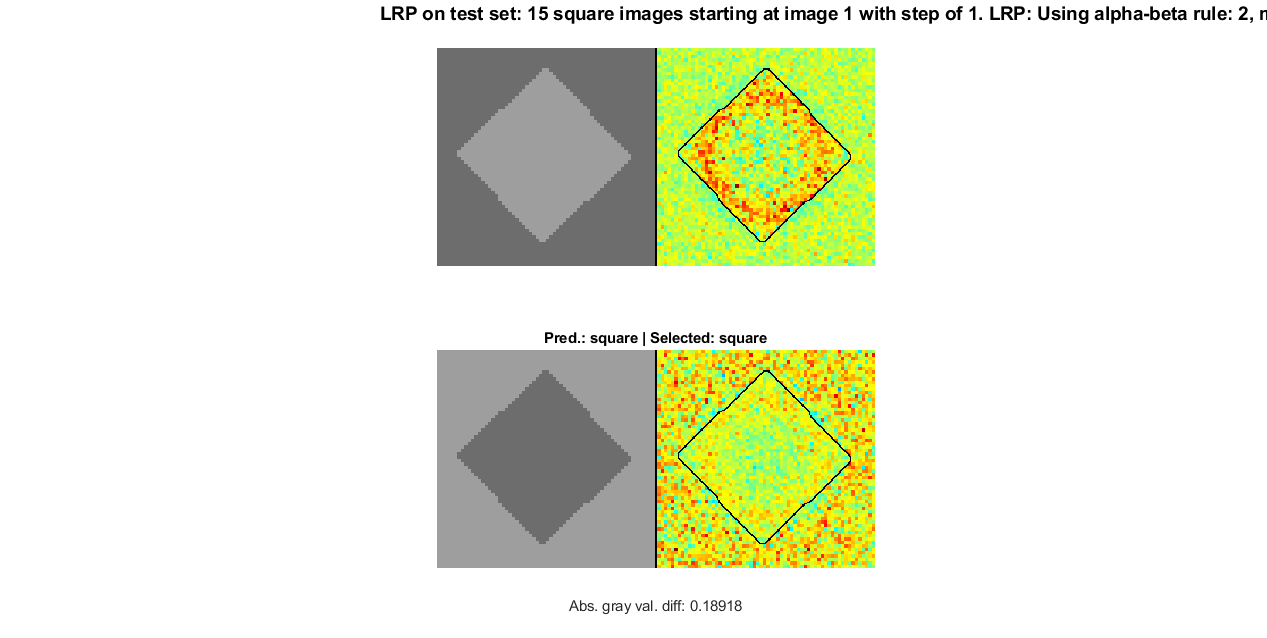 LRP on test set: 15 square images starting at image 1 with step of 1. LRP: Using alpha-beta rule: 2,
Pred.: square | Selected: square
Abs. gray val. diff: 0.18918